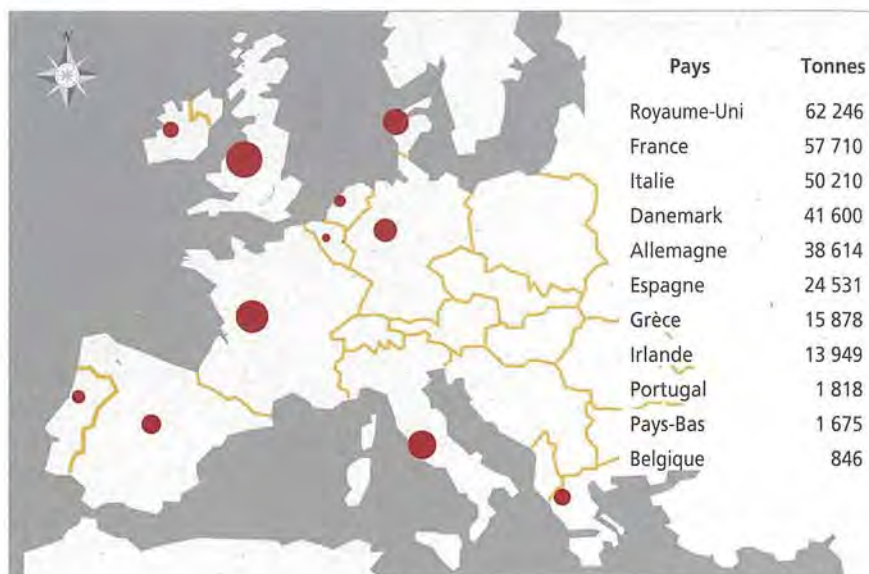 N
Pays Tonnes
Royaume-Uni 62 246
France 57 710
Italie 50 210
Danemark 41 600
Allemagne 38 614
Espagne 24 531
Grèce 15 878
Irlande 13 949
Portugal 1 818
Pays-Bas 1 675
Belgique 846